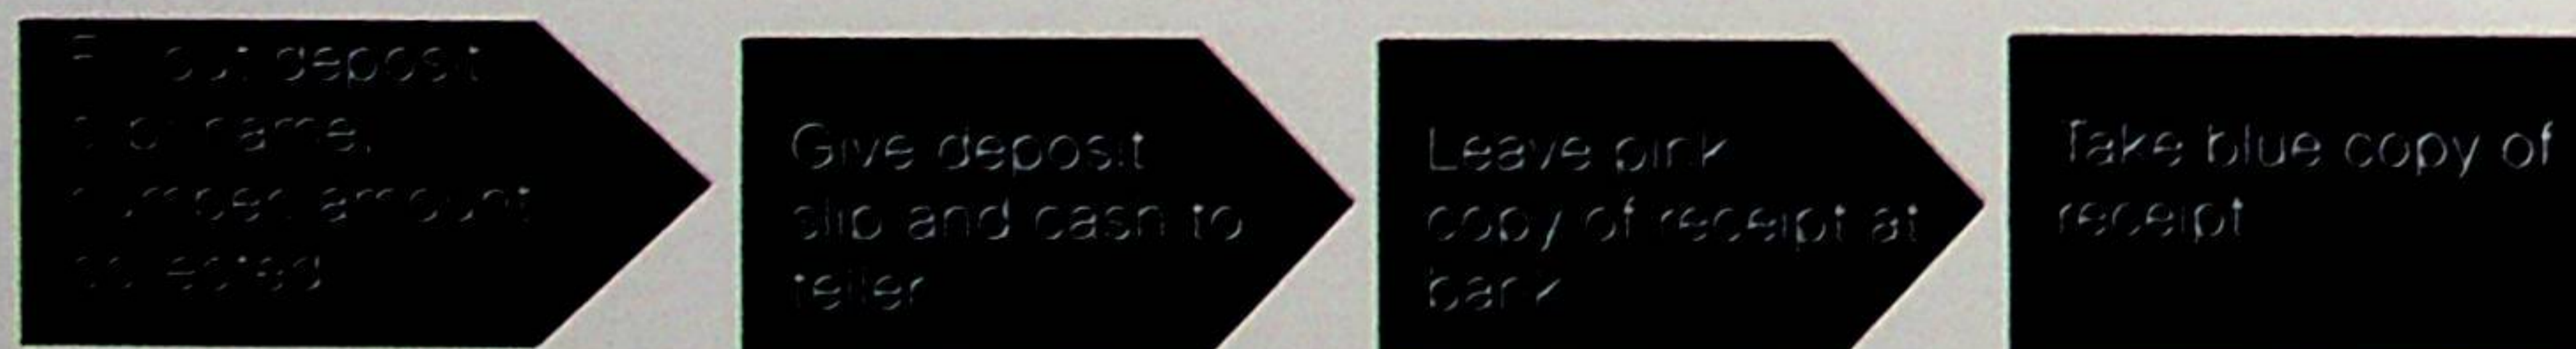 Fill out deposit
slip: name,
number, amount
collected
Give deposit
slip and cash to
teller
Leave pink
copy of receipt at
bank
Take blue copy of
receipt